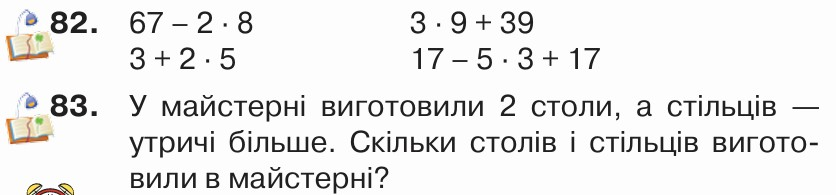 82. 67 – 2 · 8 3 · 9 + 39
3 + 2 · 5 17 – 5 · 3 + 17
83. У майстерні виготовили 2 столи, а стільців —
утричі більше. Скільки столів і стільців вигото-
вили в майстерні?